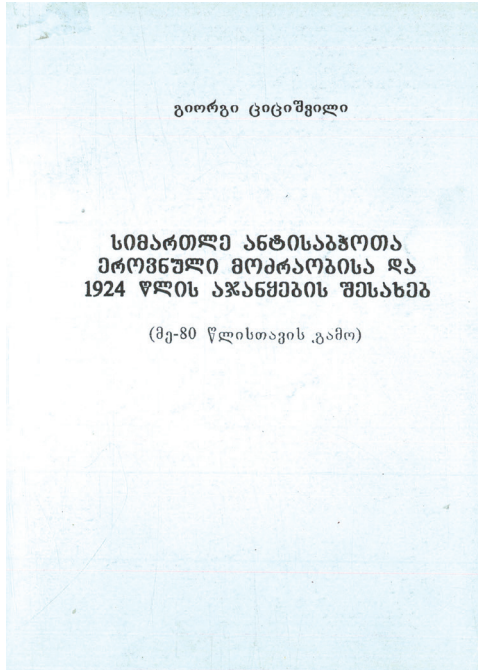 გიორგი ციციშვილი
სიმართლე ანტისაბჭოთა
ეროვნული მოძრაობისა და
1924 წლის აჯანყების შესახებ
(მე-80 წლისთავის გამო)